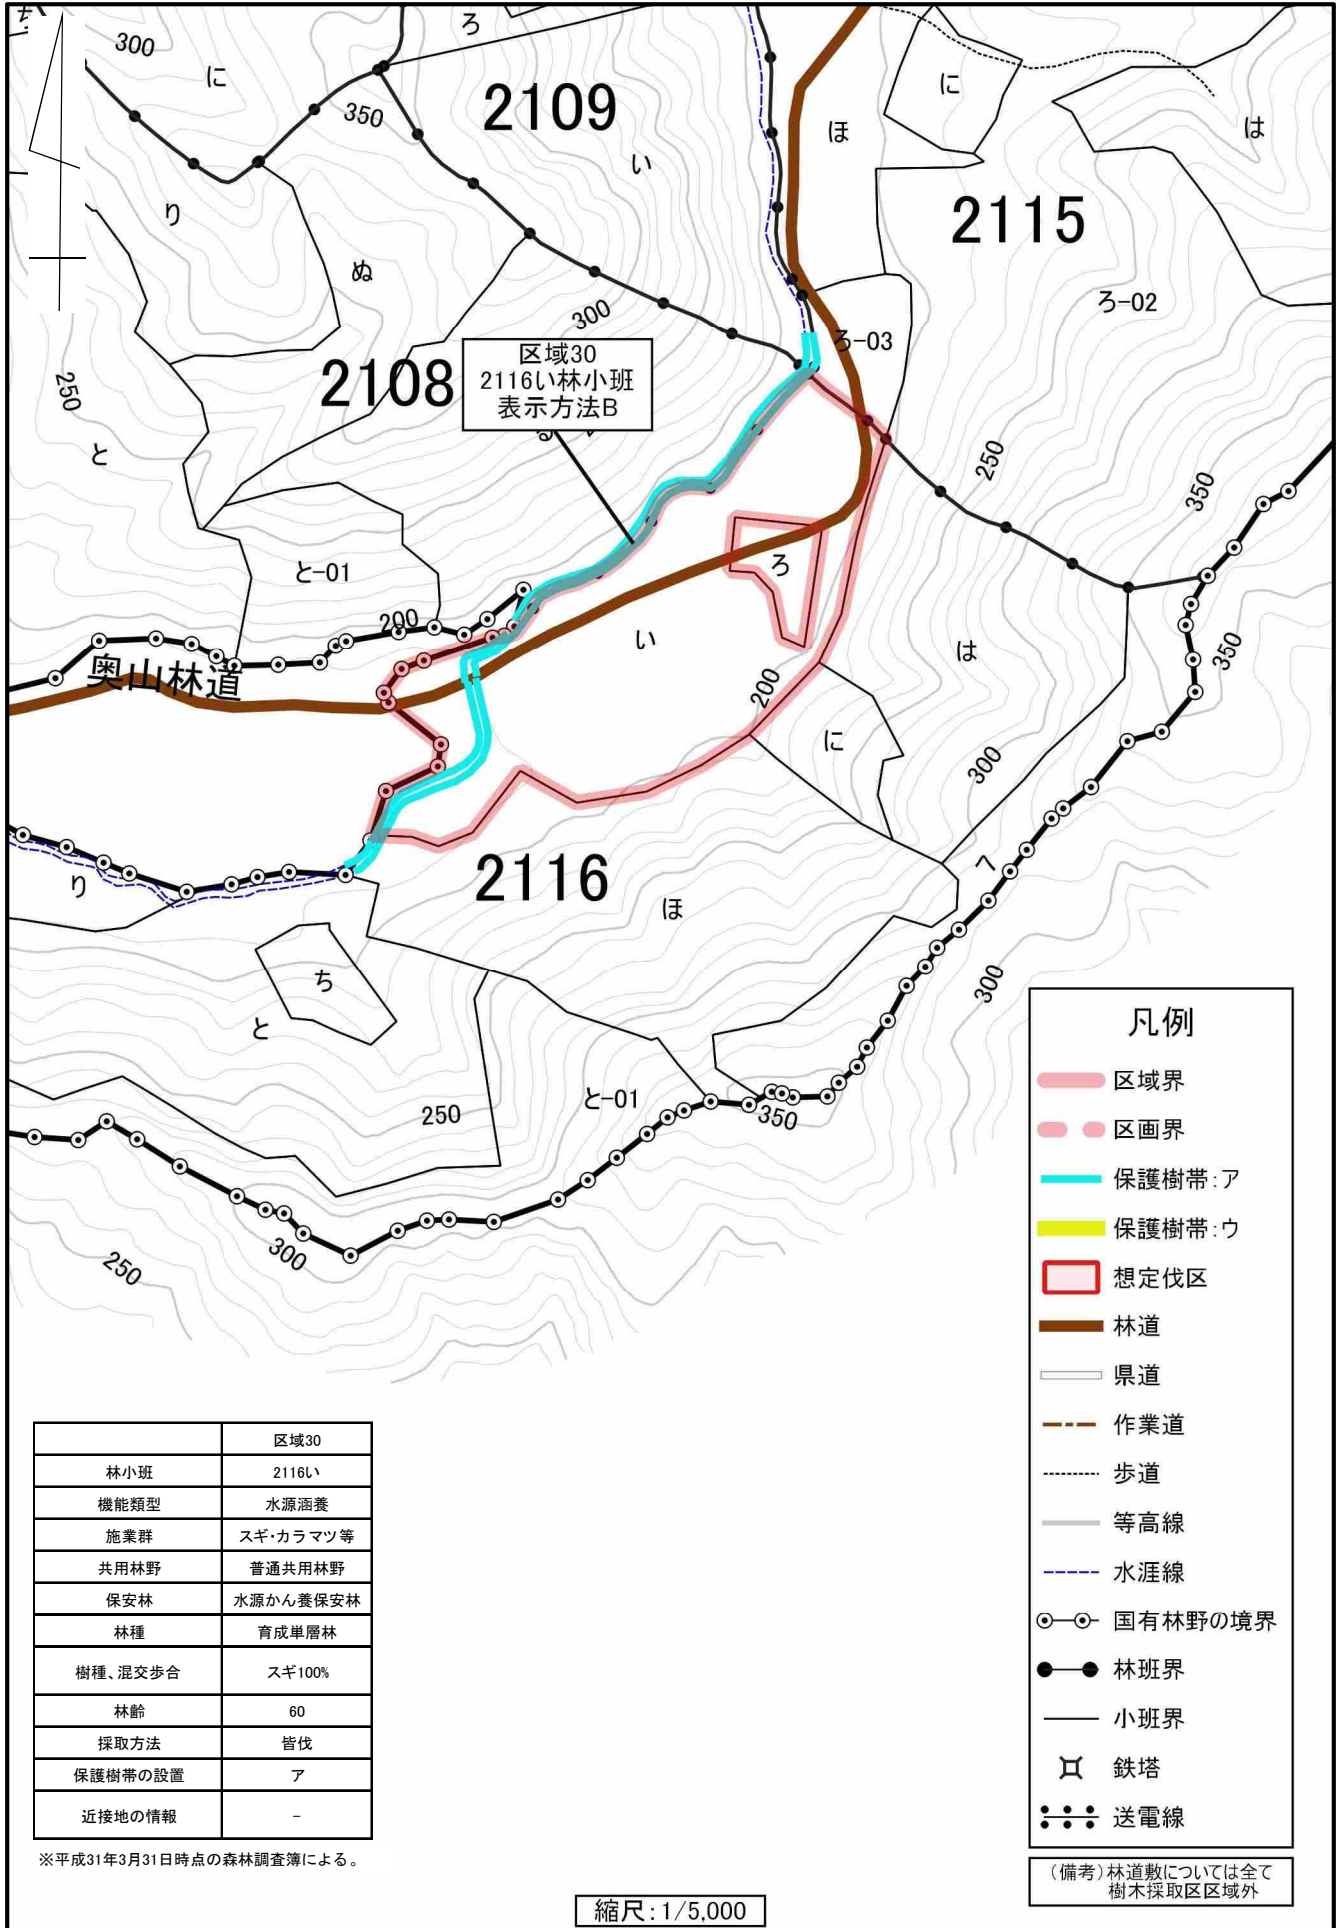 300
に
ろ
350
2109
い
ほ
に
は
2115
り
ぬ
300
ろ-02
ろ-03
2108
区域30
2116い林小班
表示方法B
250
と
250
350
と-01
ろ
200
い
は
350
奥山林道
200
に
300
2116
り
ほ
7
ち
と
300
と-01
250
350
300
250
凡例
区域界
区画界
保護樹帯:ア
保護樹帯:ウ
想定伐区
林道
県道
作業道
歩道
等高線
水涯線
国有林野の境界
林班界
小班界
鉄塔
送電線
(備考)林道敷については全て
樹木採取区区域外
区域30
林小班 2116い
機能類型 水源涵養
施業群 スギ・カラマツ等
共用林野 普通共用林野
保安林 水源かん養保安林
林種 育成単層林
樹種、混交歩合 スギ100%
林齢 60
採取方法 皆伐
保護樹帯の設置 ア
近接地の情報 -
※平成31年3月31日時点の森林調査簿による。
縮尺:1/5,000